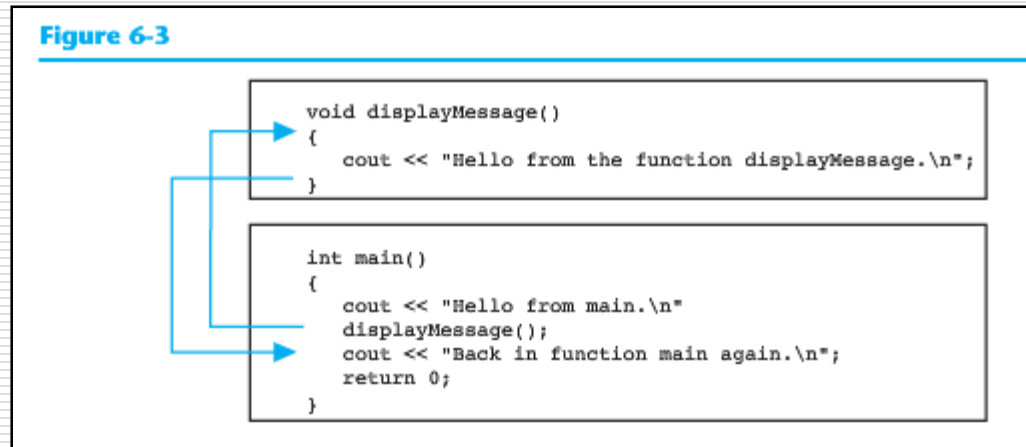 Figure 6-3
void displayMessage()
{
cout << "Hello from the function displayMessage.\n";
}
int main()
{
cout << "Hello from main.\n"
displayMessage();
cout << "Back in function main again.\n";
return 0;
}